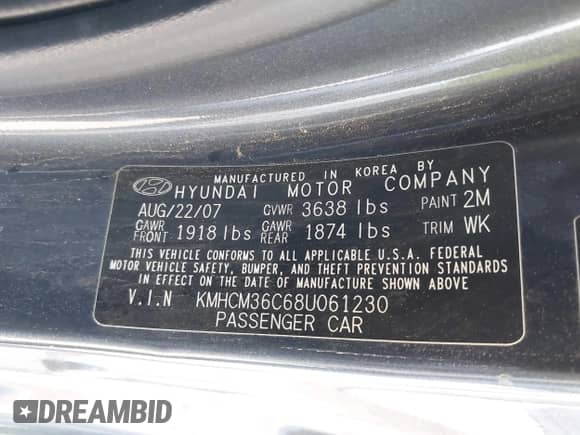 MANUFACTURED IN KOREA BY
HYUNDAI MOTOR COMPANY
AUG/22/07 GVWR 3638 lbs PAINT 2M
GAWR FRONT 1918 lbs GAWR REAR 1874 lbs TRIM WK
THIS VEHICLE CONFORMS TO ALL APPLICABLE U.S.A. FEDERAL
MOTOR VEHICLE SAFETY, BUMPER, AND THEFT PREVENTION STANDARDS
IN EFFECT ON THE DATE OF MANUFACTURE SHOWN ABOVE
V.I.N KMHCM36C68U061230
PASSENGER CAR
DREAMBID